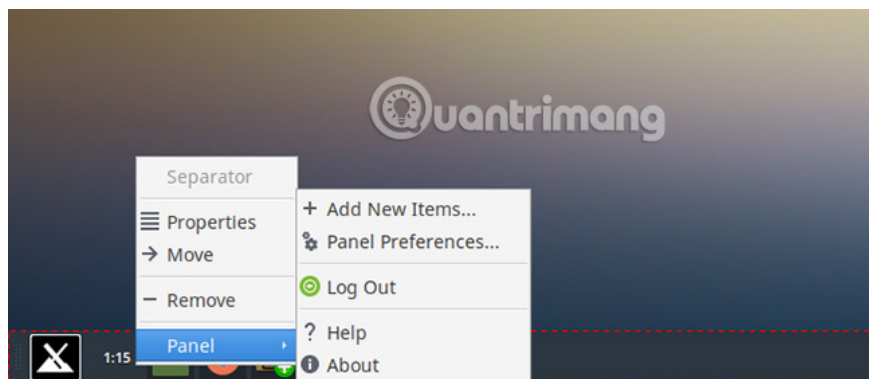 Quantrimang
Separator
Properties
Move
Remove
Panel
Add New Items...
Panel Preferences...
Log Out
Help
About
1:15